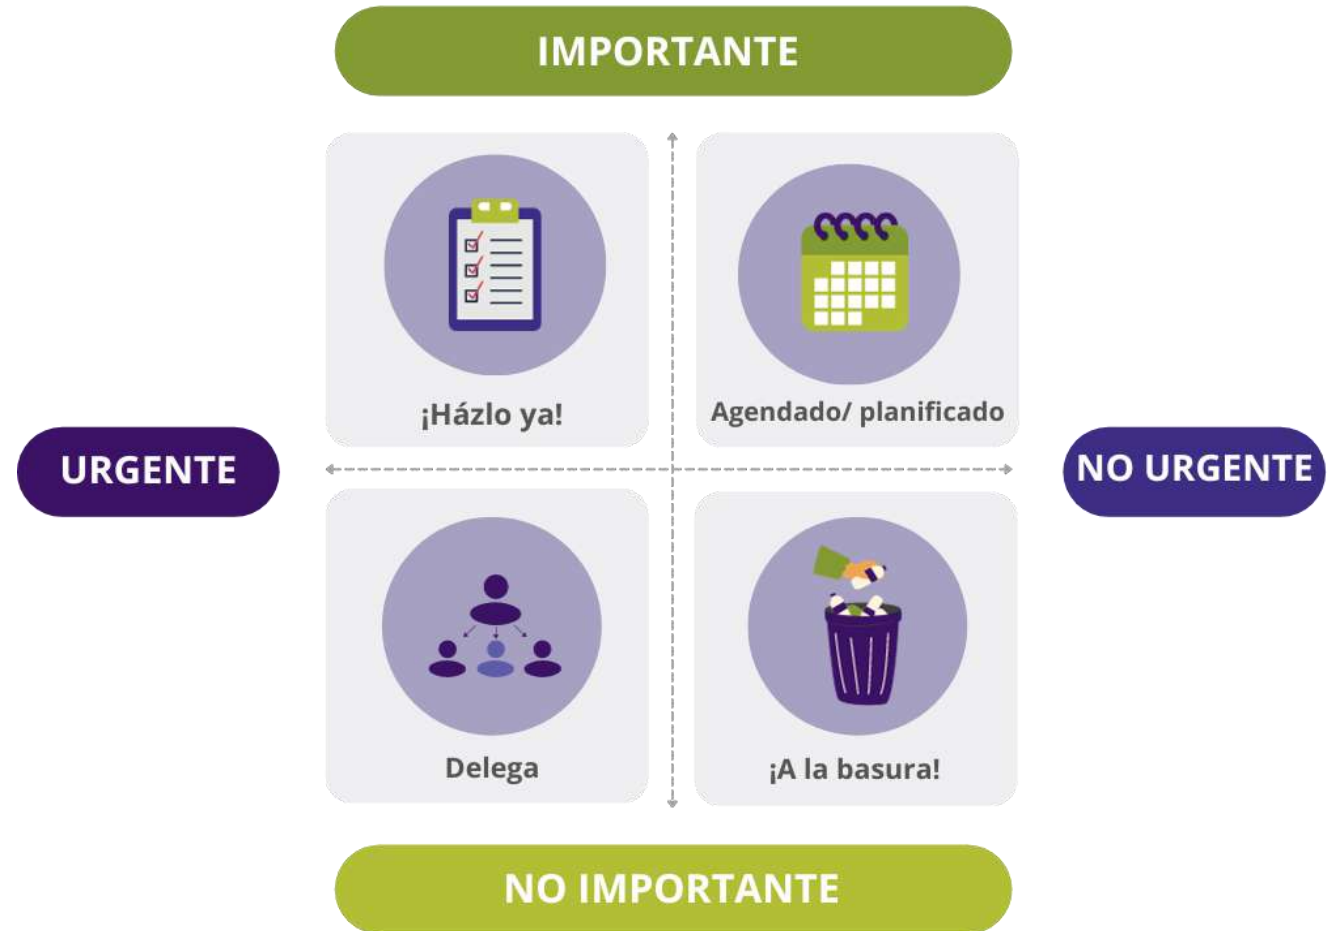 IMPORTANTE
¡Házlo ya!
Agendado/ planificado
URGENTE
NO URGENTE
Delega
¡A la basura!
NO IMPORTANTE